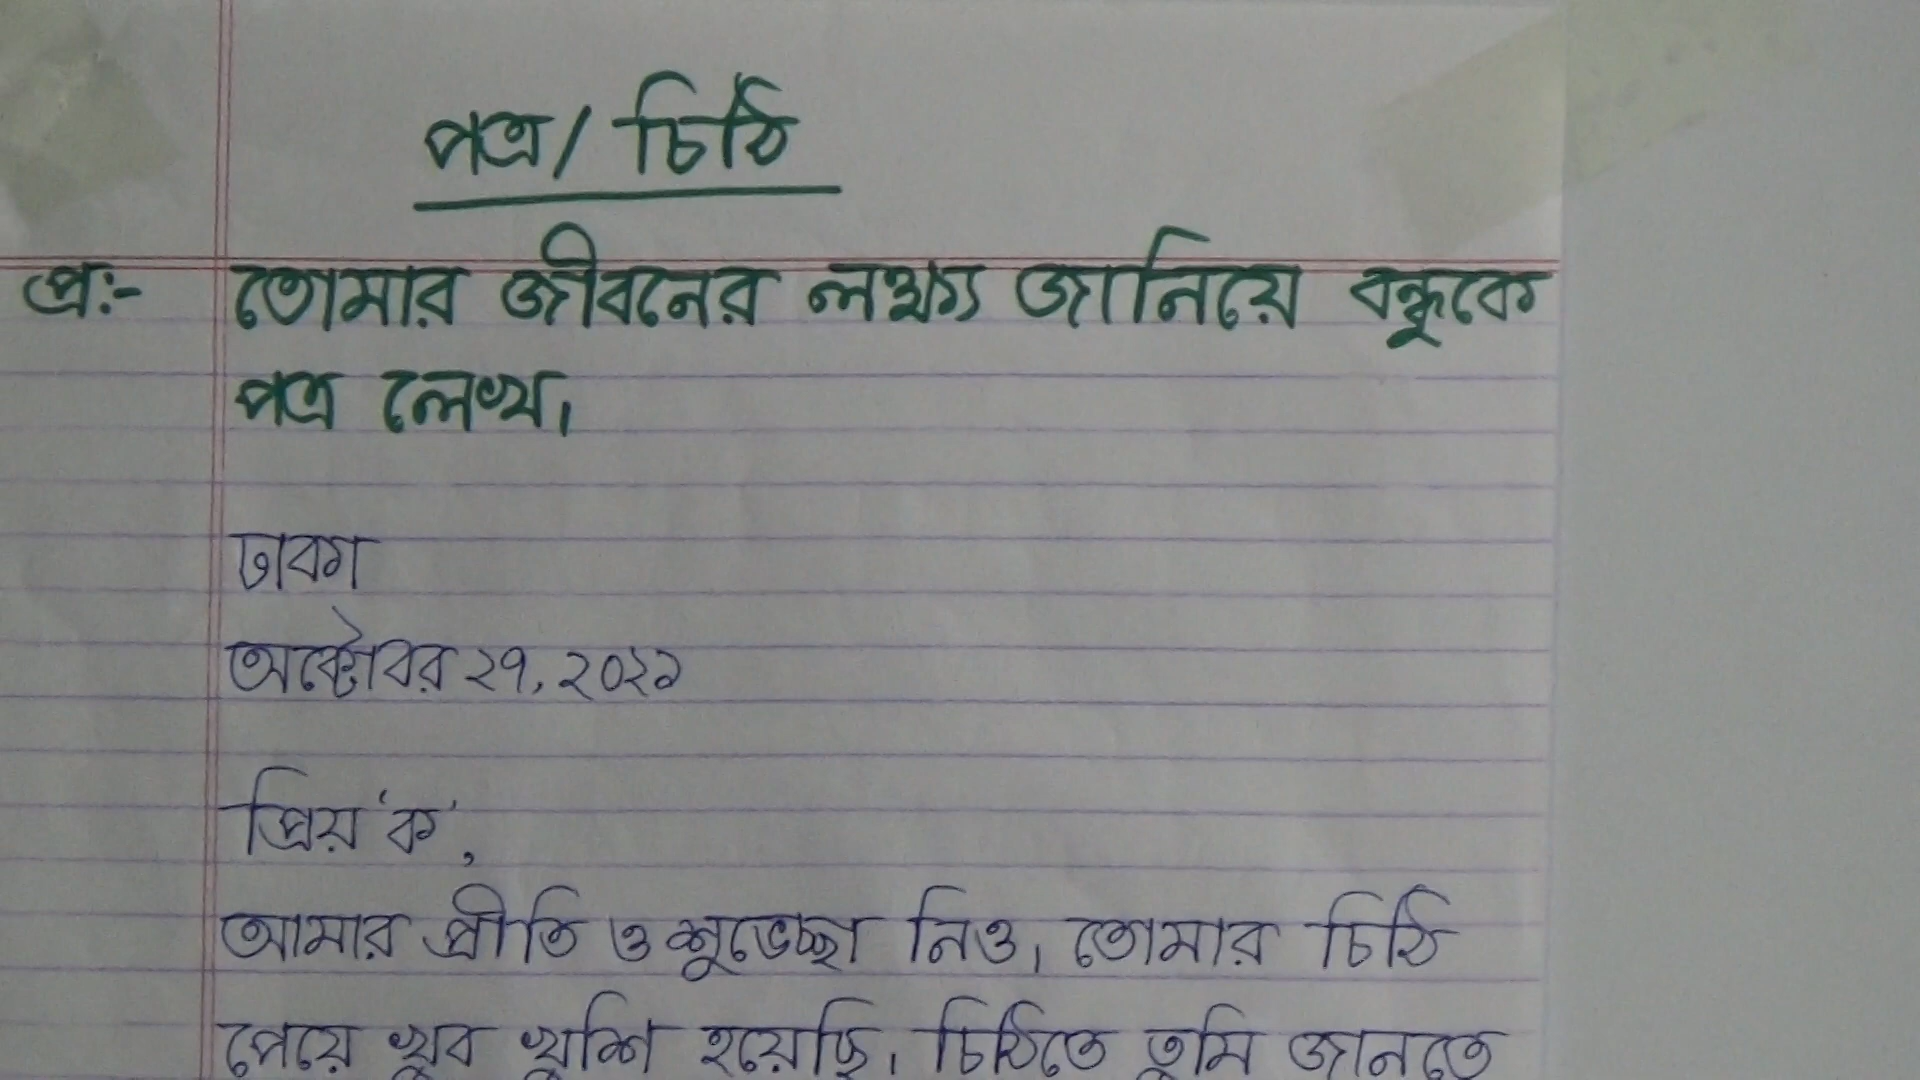 পত্র/ চিঠি
প্র:- তোমার জীবনের লক্ষ্য জানিয়ে বন্ধুকে
পত্র লেখ।
ঢাকা
অক্টোবর ২৭, ২০২১
প্রিয় 'ক',
আমার প্রীতি ও শুভেচ্ছা নিও। তোমার চিঠি
পেয়ে খুব খুশি হয়েছি। চিঠিতে তুমি জানতে